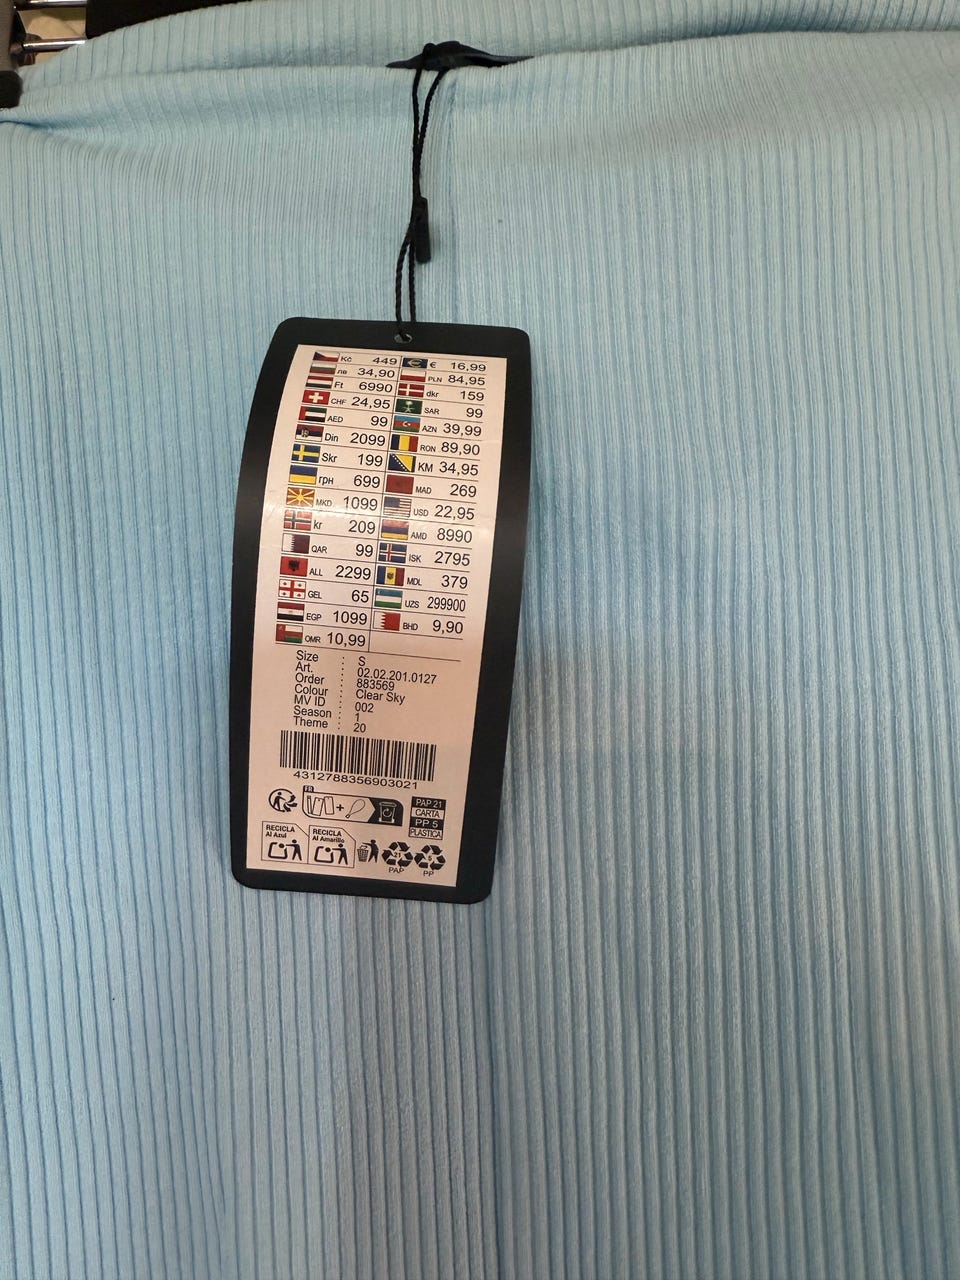 Kč 449 € 16,99
лв 34,90 PLN 84,95
Ft 6990 dkr 159
CHF 24,95 SAR 99
AED 99 AZN 39,99
Din 2099 RON 89,90
Skr 199 KM 34,95
грн 699 MAD 269
MKD 1099 USD 22,95
kr 209 AMD 8990
QAR 99 ISK 2795
ALL 2299 MDL 379
GEL 65 UZS 299900
EGP 1099 BHD 9,90
OMR 10,99
Size : S
Art. : 02.02.201.0127
Order : 883569
Colour : Clear Sky
MV ID : 002
Season : 1
Theme : 20
4312788356903021
FR
+
PAP 21
CARTA
PP 5
PLASTICA
RECICLA
Al Azul
RECICLA
Al Amarillo
21
PAP
5
PP